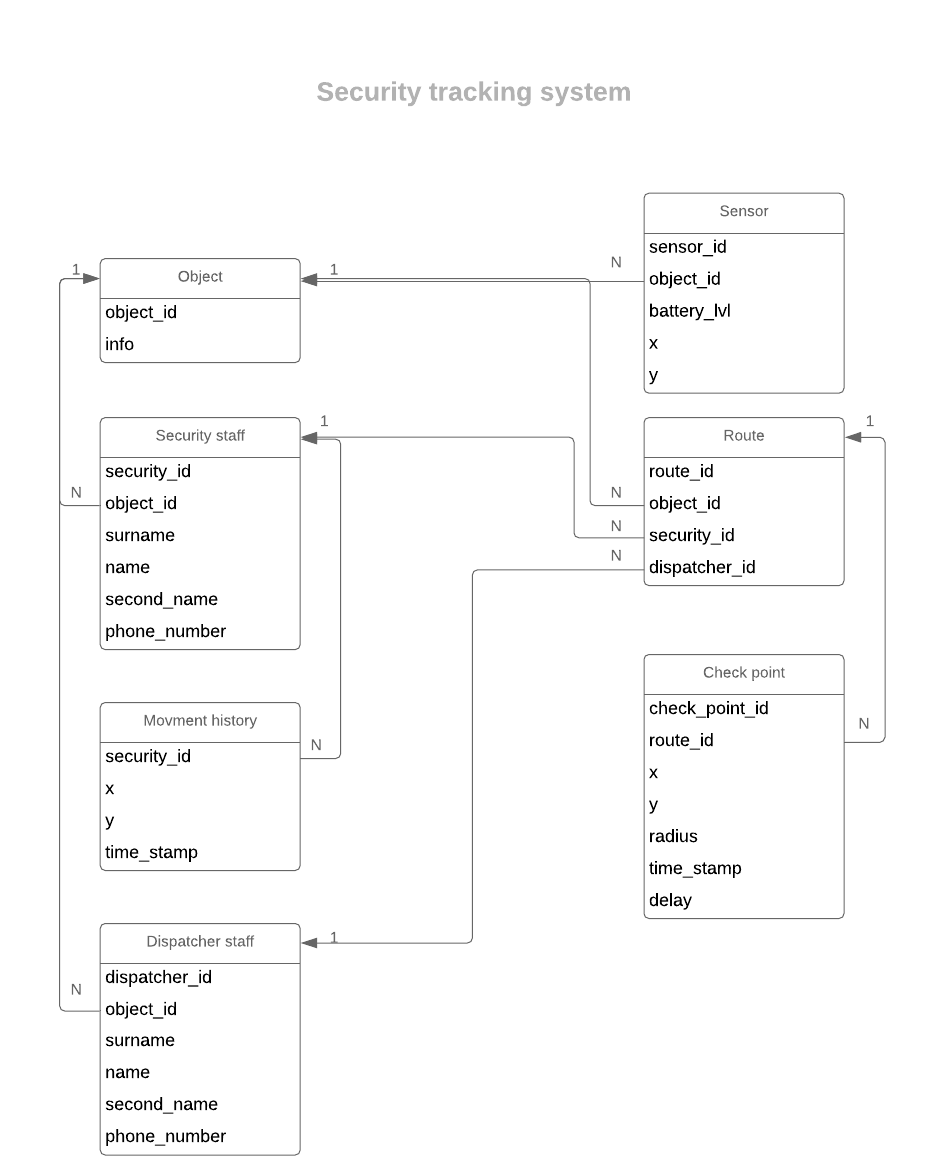 Security tracking system
Sensor
sensor_id
object_id
battery_lvl
x
y
N
1
Object
object_id
info
1
1
Security staff
security_id
object_id
surname
name
second_name
phone_number
N
Route
route_id
object_id
security_id
dispatcher_id
N
N
N
1
Movment history
security_id
x
y
time_stamp
N
Check point
check_point_id
route_id
x
y
radius
time_stamp
delay
N
Dispatcher staff
dispatcher_id
object_id
surname
name
second_name
phone_number
1
N